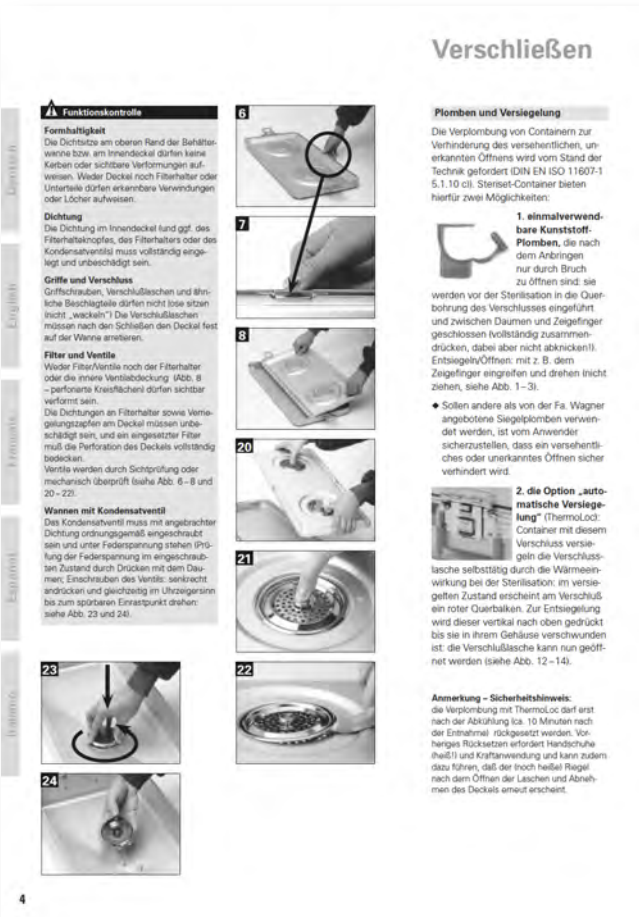 Verschließen
Deutsch
English
Français
Español
Italiano
Funktionskontrolle
Formhaltigkeit
Die Dichtsitze am oberen Rand der Behälter-
wanne bzw. am Innendeckel dürfen keine
Kerben oder sichtbare Verformungen auf-
weisen. Weder Deckel noch Filterhalter oder
Unterteile dürfen erkennbare Verwindungen
oder Löcher aufweisen.
Dichtung
Die Dichtung im Innendeckel (und ggf. des
Filterhalteknopfes, des Filterhalters oder des
Kondensatventils) muss vollständig einge-
legt und unbeschädigt sein.
Griffe und Verschluss
Griffschrauben, Verschlußlaschen und ähn-
liche Beschlagteile dürfen nicht lose sitzen
(nicht „wackeln") Die Verschlußlaschen
müssen nach den Schließen den Deckel fest
auf der Wanne arretieren.
Filter und Ventile
Weder Filter/Ventile noch der Filterhalter
oder die innere Ventilabdeckung (Abb. 8
– perforierte Kreisflächen) dürfen sichtbar
verformt sein.
Die Dichtungen an Filterhalter sowie Vernie-
gelungszapfen am Deckel müssen unbe-
schädigt sein, und ein eingesetzter Filter
muß die Perforation des Deckels vollständig
bedecken.
Ventile werden durch Sichtprüfung oder
mechanisch überprüft (siehe Abb. 6–8 und
20–22).
Wannen mit Kondensatventil
Das Kondensatventil muss mit angebrachter
Dichtung ordnungsgemäß eingeschraubt
sein und unter Federspannung stehen (Prü-
fung der Federspannung im eingeschraub-
ten Zustand durch Drücken mit dem Dau-
men; Einschrauben des Ventils: senkrecht
andrücken und gleichzeitig im Uhrzeigersinn
bis zum spürbaren Einrastpunkt drehen:
siehe Abb. 23 und 24).
23
24
6
7
8
20
21
22
Plomben und Versiegelung
Die Verplombung von Containern zur
Verhinderung des versehentlichen, un-
erkannten Öffnens wird vom Stand der
Technik gefordert (DIN EN ISO 11607-1
5.1.10 c)). Steriset-Container bieten
hierfür zwei Möglichkeiten:
1. einmalverwend-
bare Kunststoff-
Plomben, die nach
dem Anbringen
nur durch Bruch
zu öffnen sind: sie
werden vor der Sterilisation in die Quer-
bohrung des Verschlusses eingeführt
und zwischen Daumen und Zeigefinger
geschlossen (vollständig zusammen-
drücken, dabei aber nicht abknicken!).
Entsiegeln/Öffnen: mit z. B. dem
Zeigefinger eingreifen und drehen (nicht
ziehen, siehe Abb. 1–3).
◆ Sollen andere als von der Fa. Wagner
angebotene Siegelplomben verwen-
det werden, ist vom Anwender
sicherzustellen, dass ein versehentli-
ches oder unerkanntes Öffnen sicher
verhindert wird.
2. die Option „auto-
matische Versiege-
lung" (ThermoLoc):
Container mit diesem
Verschluss versie-
geln die Verschluss-
lasche selbsttätig durch die Wärmeein-
wirkung bei der Sterilisation: im versie-
gelten Zustand erscheint am Verschluß
ein roter Querbalken. Zur Entsiegelung
wird dieser vertikal nach oben gedrückt
bis sie in ihrem Gehäuse verschwunden
ist: die Verschlußlasche kann nun geöff-
net werden (siehe Abb. 12–14).
Anmerkung – Sicherheitshinweis:
die Verplombung mit ThermoLoc darf erst
nach der Abkühlung (ca. 10 Minuten nach
der Entnahme) rückgesetzt werden. Vor-
heriges Rücksetzen erfordert Handschuhe
(heiß!) und Kraftanwendung und kann zudem
dazu führen, daß der (noch heiße) Riegel
nach dem Öffnen der Laschen und Abneh-
men des Deckels erneut erscheint.
4